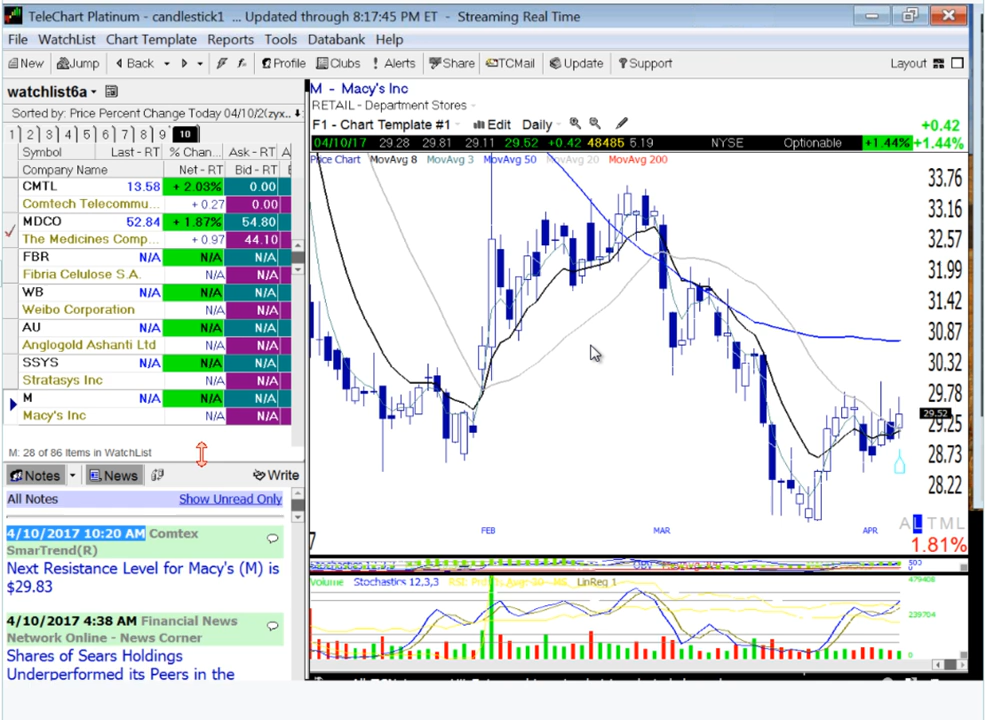 TeleChart Platinum - candlestick1 ... Updated through 8:17:45 PM ET - Streaming Real Time
File WatchList Chart Template Reports Tools Databank Help
New Jump Back Profile Clubs Alerts Share TCMail Update Support Layout
watchlist6a
Sorted by: Price Percent Change Today 04/10/2(zyx...
1 2 3 4 5 6 7 8 9 10
Symbol Last - RT % Chan... Ask - RT A
Company Name Net - RT Bid - RT
CMTL 13.58 + 2.03% 0.00
Comtech Telecommu... + 0.27 0.00
MDCO 52.84 + 1.87% 54.80
The Medicines Comp... + 0.97 44.10
FBR N/A N/A N/A
Fibria Celulose S.A. N/A N/A
WB N/A N/A N/A
Weibo Corporation N/A N/A
AU N/A N/A N/A
Anglogold Ashanti Ltd N/A N/A
SSYS N/A N/A N/A
Stratasys Inc N/A N/A
M N/A N/A N/A
Macy's Inc N/A N/A
M: 28 of 86 Items in WatchList
Notes News Write
All Notes Show Unread Only
4/10/2017 10:20 AM Comtex
SmarTrend(R)
Next Resistance Level for Macy's (M) is
$29.83
4/10/2017 4:38 AM Financial News
Network Online - News Corner
Shares of Sears Holdings
Underperformed its Peers in the
M - Macy's Inc
RETAIL - Department Stores
F1 - Chart Template #1 Edit Daily
+0.42
04/10/17 29.28 29.81 29.11 29.52 +0.42 48485 5.19 NYSE Optionable +1.44% +1.44%
Price Chart MovAvg 8 MovAvg 3 MovAvg 50 MovAvg 20 MovAvg 200
33.76
33.16
32.57
31.99
31.42
30.87
30.32
29.78
29.52
29.25
28.73
28.22
FEB MAR APR
A L T M L
1.81%
7
500
0
Volume Stochastics 12,3,3 LinReq 1
479408
239704
0